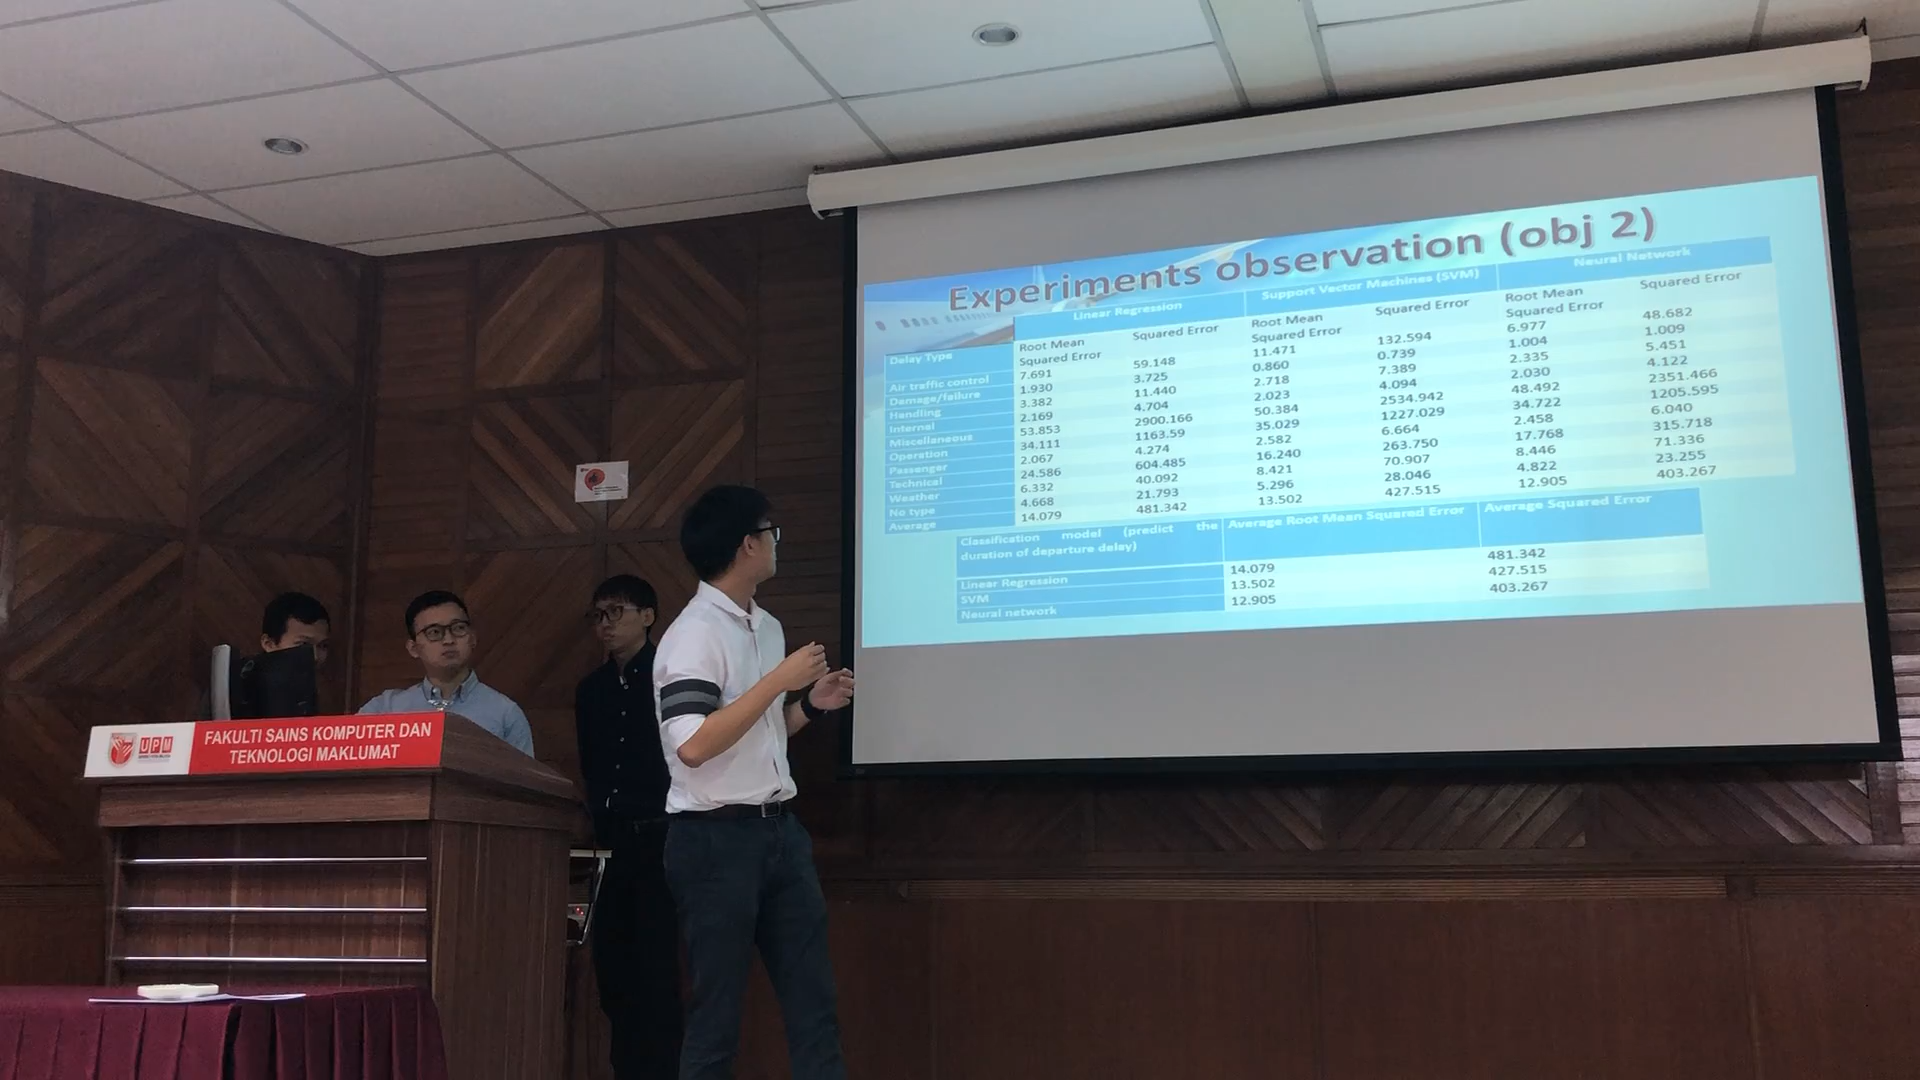 Experiments observation (obj 2)
Linear Regression Support Vector Machines (SVM) Neural Network
Delay Type Root Mean Squared Error Squared Error Root Mean Squared Error Squared Error Root Mean Squared Error Squared Error
Air traffic control 7.691 59.148 11.471 132.594 6.977 48.682
Damage/failure 1.930 3.725 0.860 0.739 1.004 1.009
Handling 3.382 11.440 2.718 7.389 2.335 5.451
Internal 2.169 4.704 2.023 4.094 2.030 4.122
Miscellaneous 53.853 2900.166 50.384 2534.942 48.492 2351.466
Operation 34.111 1163.59 35.029 1227.029 34.722 1205.595
Passenger 2.067 4.274 2.582 6.664 2.458 6.040
Technical 24.586 604.485 16.240 263.750 17.768 315.718
Weather 6.332 40.092 8.421 70.907 8.446 71.336
No type 4.668 21.793 5.296 28.046 4.822 23.255
Average 14.079 481.342 13.502 427.515 12.905 403.267
Classification model (predict the duration of departure delay) Average Root Mean Squared Error Average Squared Error
Linear Regression 14.079 481.342
SVM 13.502 427.515
Neural network 12.905 403.267
UPM
FAKULTI SAINS KOMPUTER DAN
TEKNOLOGI MAKLUMAT